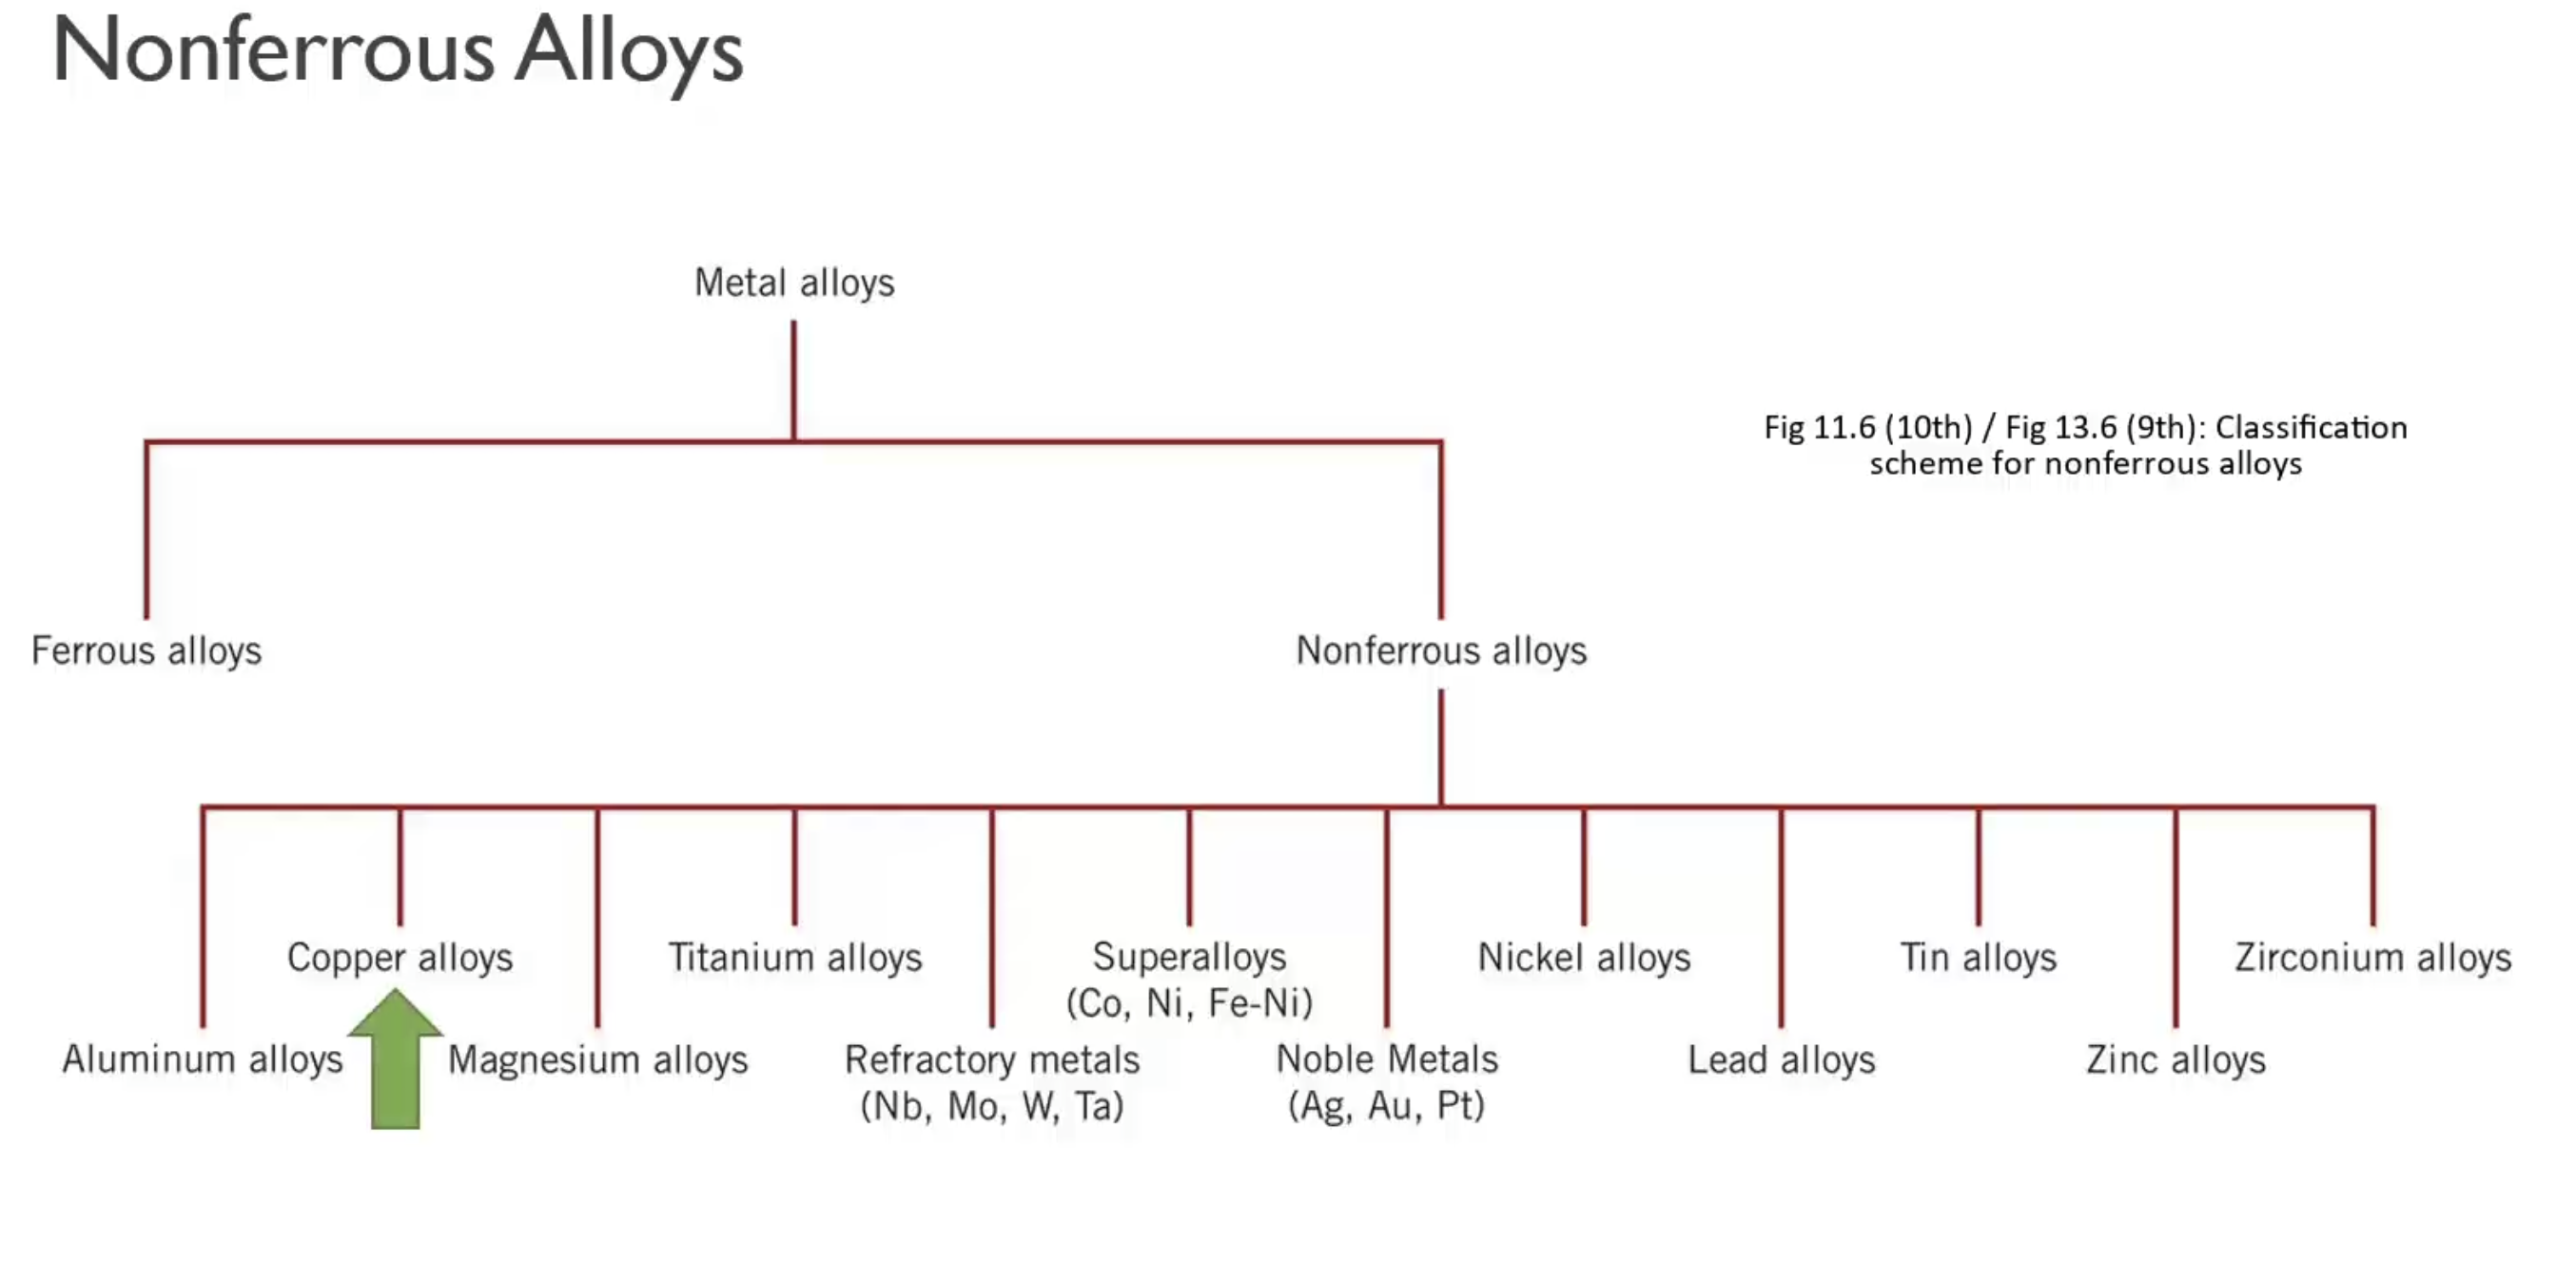 Nonferrous Alloys
Metal alloys
Fig 11.6 (10th) / Fig 13.6 (9th): Classification
scheme for nonferrous alloys
Ferrous alloys
Nonferrous alloys
Copper alloys
Titanium alloys
Superalloys
(Co, Ni, Fe-Ni)
Nickel alloys
Tin alloys
Zirconium alloys
Aluminum alloys
Magnesium alloys
Refractory metals
(Nb, Mo, W, Ta)
Noble Metals
(Ag, Au, Pt)
Lead alloys
Zinc alloys